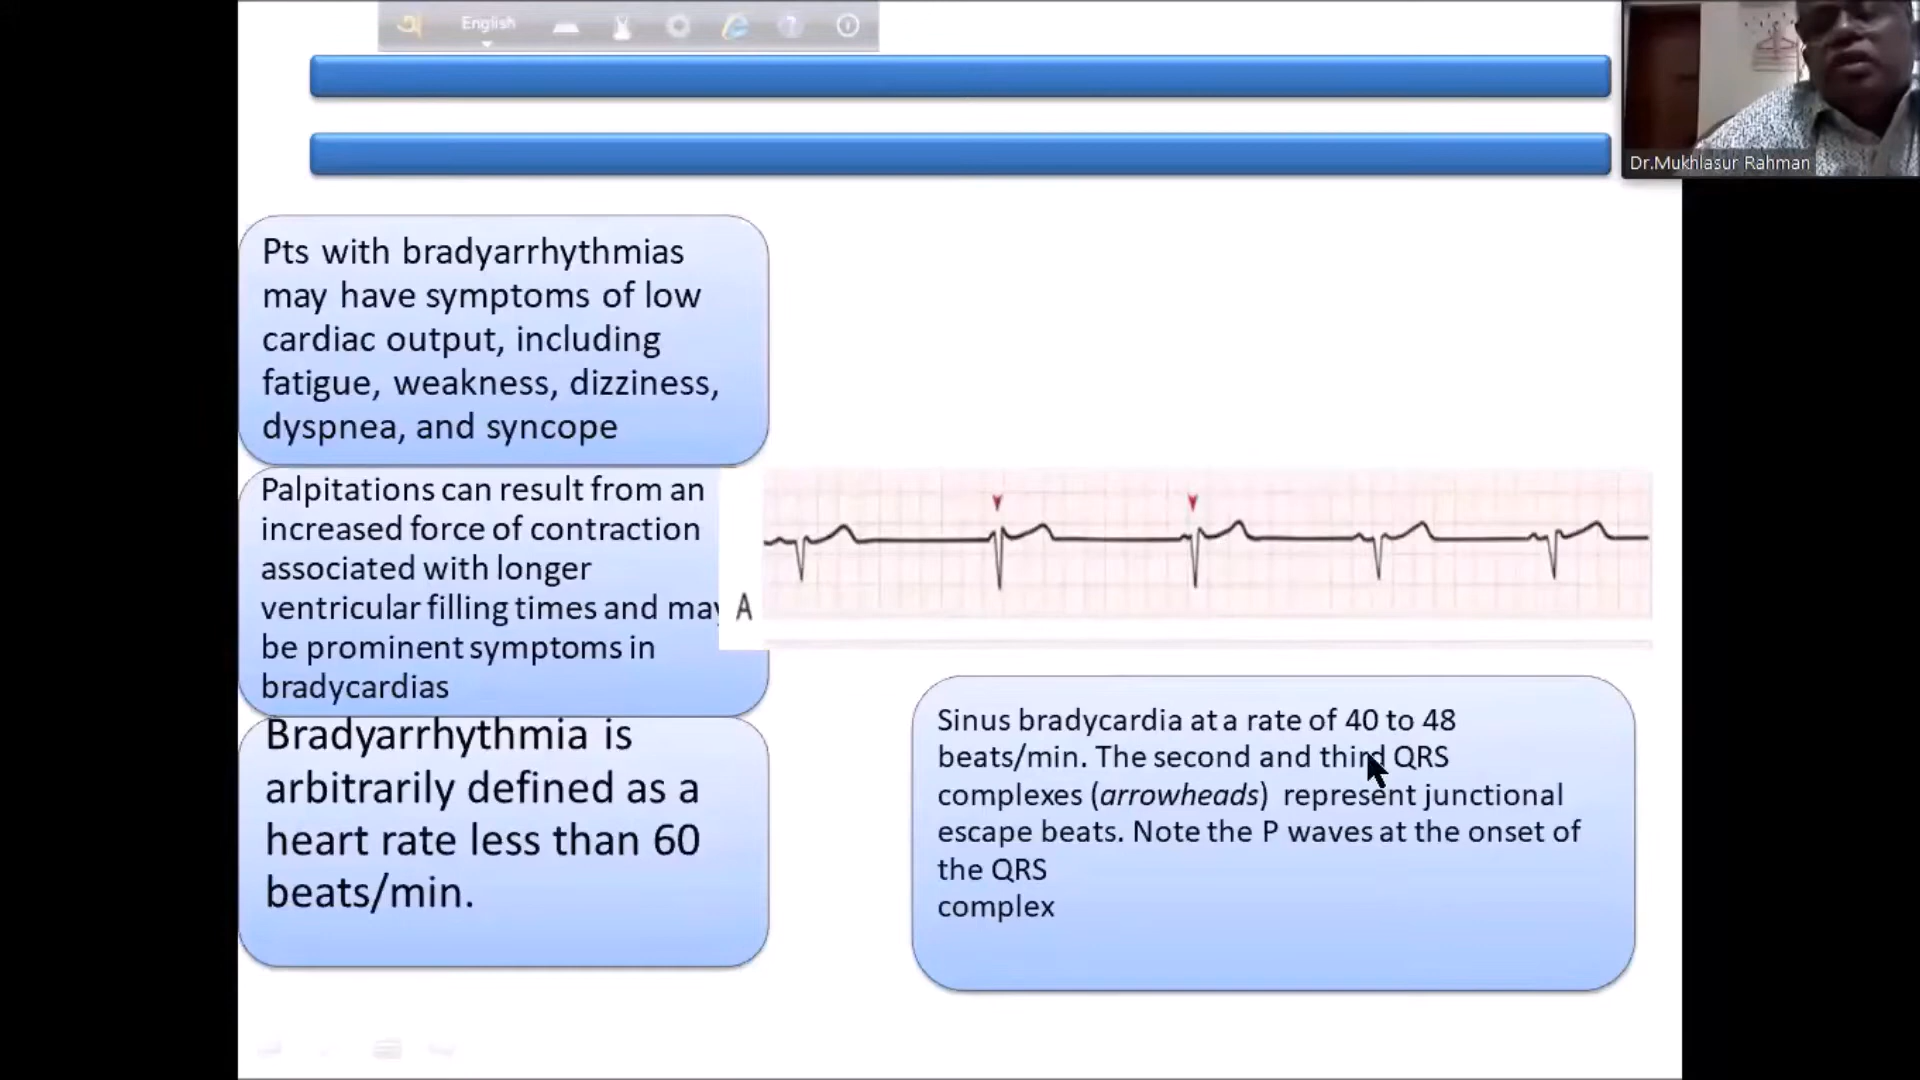 English
Dr.Mukhlasur Rahman
Pts with bradyarrhythmias
may have symptoms of low
cardiac output, including
fatigue, weakness, dizziness,
dyspnea, and syncope
Palpitations can result from an
increased force of contraction
associated with longer
ventricular filling times and may
be prominent symptoms in
bradycardias
Bradyarrhythmia is
arbitrarily defined as a
heart rate less than 60
beats/min.
A
Sinus bradycardia at a rate of 40 to 48
beats/min. The second and third QRS
complexes (arrowheads) represent junctional
escape beats. Note the P waves at the onset of
the QRS
complex